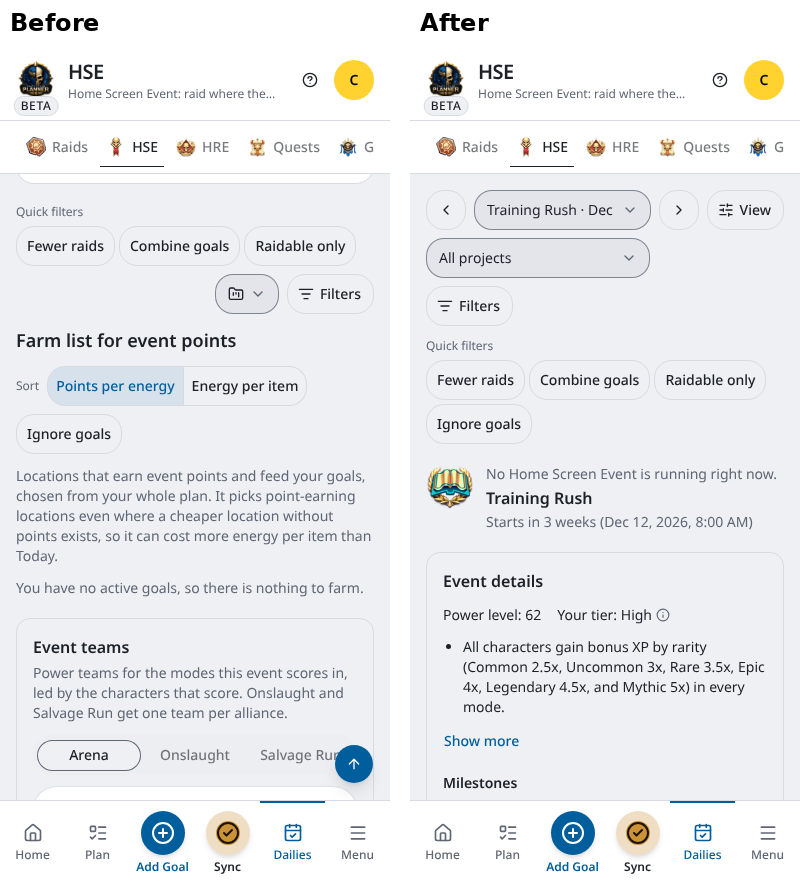 Before
PLANNER
BETA
HSE
Home Screen Event: raid where the...
C
Raids
HSE
HRE
Quests
G
Quick filters
Fewer raids
Combine goals
Raidable only
Filters
Farm list for event points
Sort
Points per energy
Energy per item
Ignore goals
Locations that earn event points and feed your goals,
chosen from your whole plan. It picks point-earning
locations even where a cheaper location without
points exists, so it can cost more energy per item than
Today.
You have no active goals, so there is nothing to farm.
Event teams
Power teams for the modes this event scores in,
led by the characters that score. Onslaught and
Salvage Run get one team per alliance.
Arena
Onslaught
Salvage Run
Home
Plan
Add Goal
Sync
Dailies
Menu
After
PLANNER
BETA
HSE
Home Screen Event: raid where the...
C
Raids
HSE
HRE
Quests
G
Training Rush · Dec
View
All projects
Filters
Quick filters
Fewer raids
Combine goals
Raidable only
Ignore goals
No Home Screen Event is running right now.
Training Rush
Starts in 3 weeks (Dec 12, 2026, 8:00 AM)
Event details
Power level: 62
Your tier: High
• All characters gain bonus XP by rarity
(Common 2.5x, Uncommon 3x, Rare 3.5x, Epic
4x, Legendary 4.5x, and Mythic 5x) in every
mode.
Show more
Milestones
Home
Plan
Add Goal
Sync
Dailies
Menu